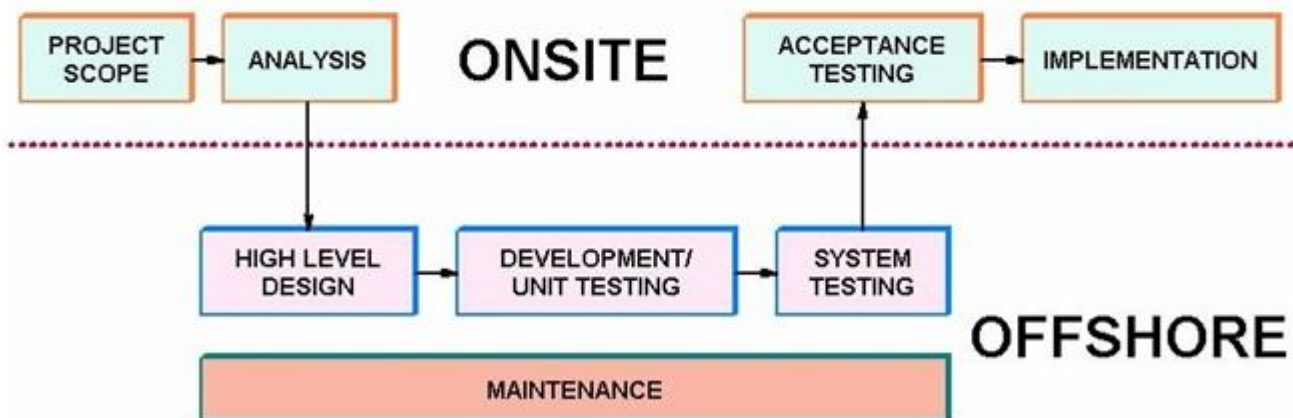 PROJECT
SCOPE
ANALYSIS
ONSITE
ACCEPTANCE
TESTING
IMPLEMENTATION
HIGH LEVEL
DESIGN
DEVELOPMENT/
UNIT TESTING
SYSTEM
TESTING
OFFSHORE
MAINTENANCE